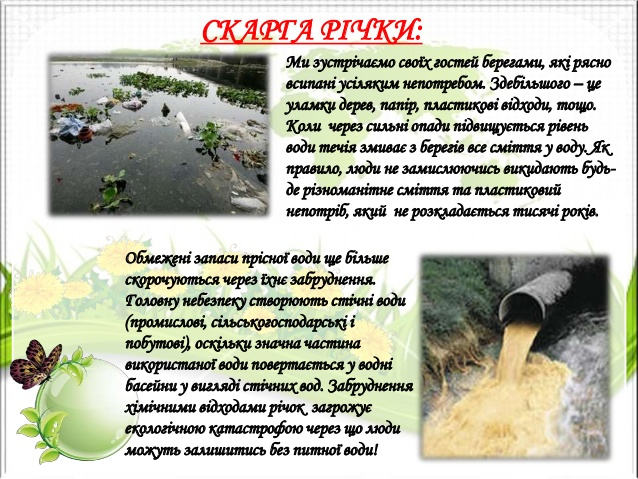 СКАРГА РІЧКИ:
Ми зустрічаємо своїх гостей берегами, які рясно
всипані усіляким непотребом. Здебільшого – це
уламки дерев, папір, пластикові відходи, тощо.
Коли через сильні опади підвищується рівень
води течія змиває з берегів все сміття у воду. Як
правило, люди не замислюючись викидають будь-
де різноманітне сміття та пластиковий
непотріб, який не розкладається тисячі років.
Обмежені запаси прісної води ще більше
скорочуються через їхнє забруднення.
Головну небезпеку створюють стічні води
(промислові, сільськогосподарські і
побутові), оскільки значна частина
використаної води повертається у водні
басейни у вигляді стічних вод. Забруднення
хімічними відходами річок загрожує
екологічною катастрофою через що люди
можуть залишитись без питної води!